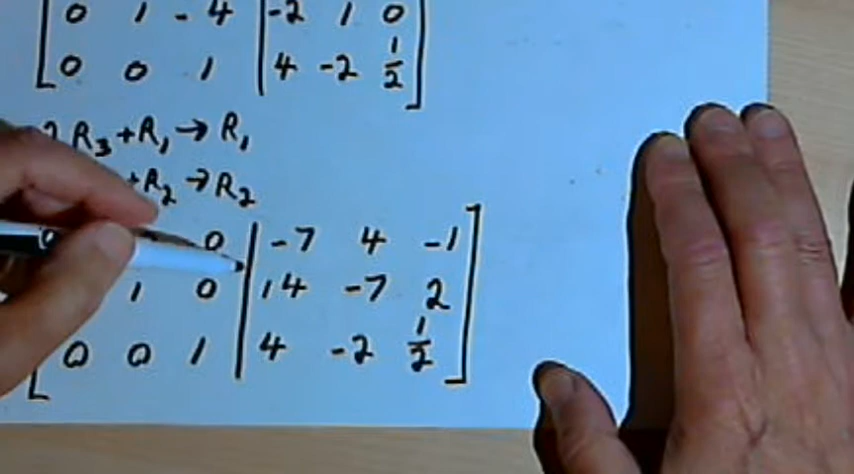 0 1 - 4 | -2 1 0
0 0 1 | 4 -2 1/2
R₃ + R₁ → R₁
+R₂ → R₂
0 | -7 4 -1
1 0 | 14 -7 2
0 0 1 | 4 -2 1/2